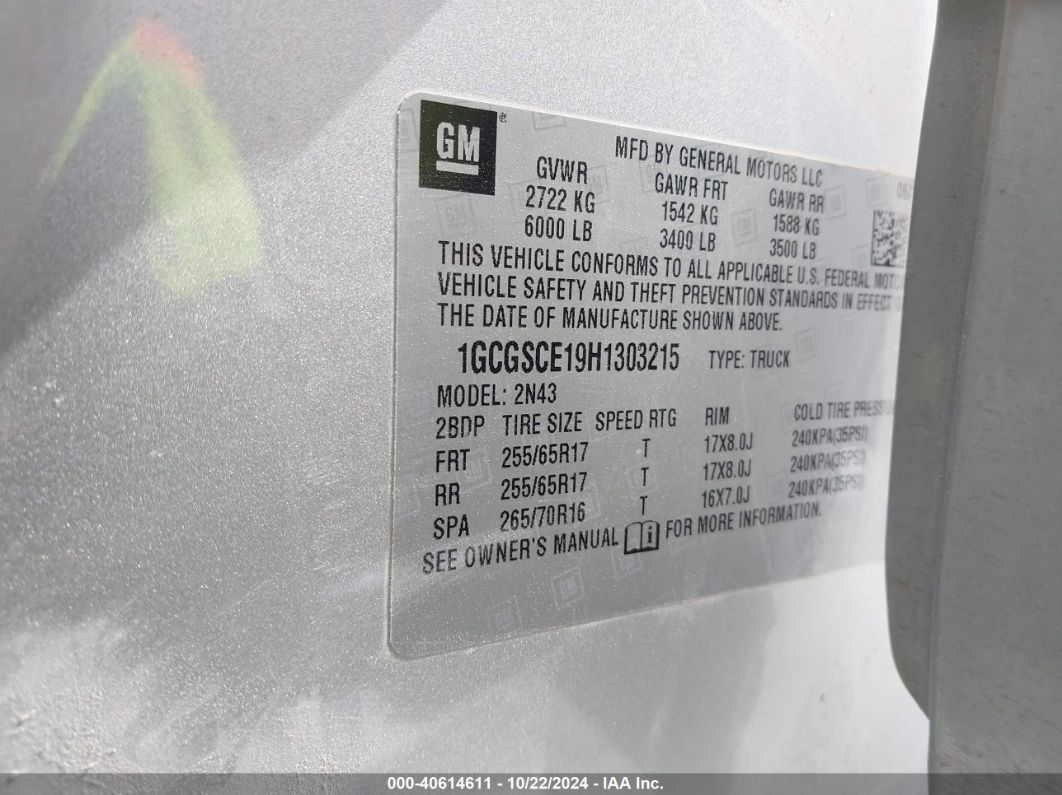 GM
MFD BY GENERAL MOTORS LLC
GVWR GAWR FRT GAWR RR
2722 KG 1542 KG 1588 KG
6000 LB 3400 LB 3500 LB
THIS VEHICLE CONFORMS TO ALL APPLICABLE U.S. FEDERAL
VEHICLE SAFETY AND THEFT PREVENTION STANDARDS IN EFFECT
THE DATE OF MANUFACTURE SHOWN ABOVE.
1GCGSCE19H1303215 TYPE: TRUCK
MODEL: 2N43
2BDP TIRE SIZE SPEED RTG RIM COLD TIRE
FRT 255/65R17 T 17X8.0J 240KPA(35PSI)
RR 255/65R17 T 17X8.0J 240KPA(35PSI)
SPA 265/70R16 T 16X7.0J 240KPA(35PSI)
SEE OWNER'S MANUAL FOR MORE INFORMATION.
000-40614611 - 10/22/2024 - IAA Inc.